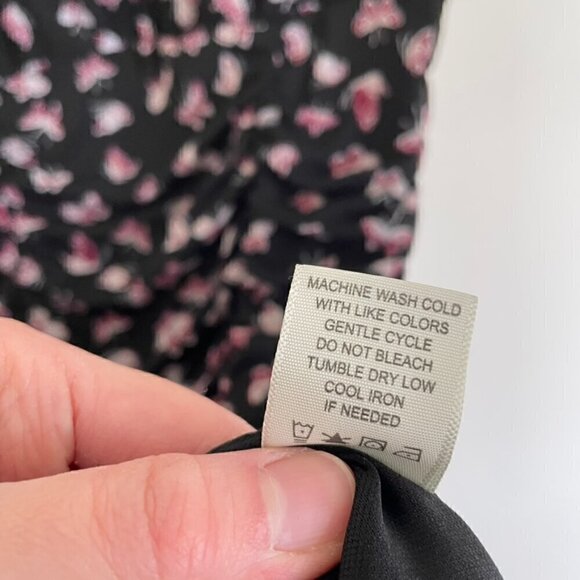 MACHINE WASH COLD
WITH LIKE COLORS
GENTLE CYCLE
DO NOT BLEACH
TUMBLE DRY LOW
COOL IRON
IF NEEDED